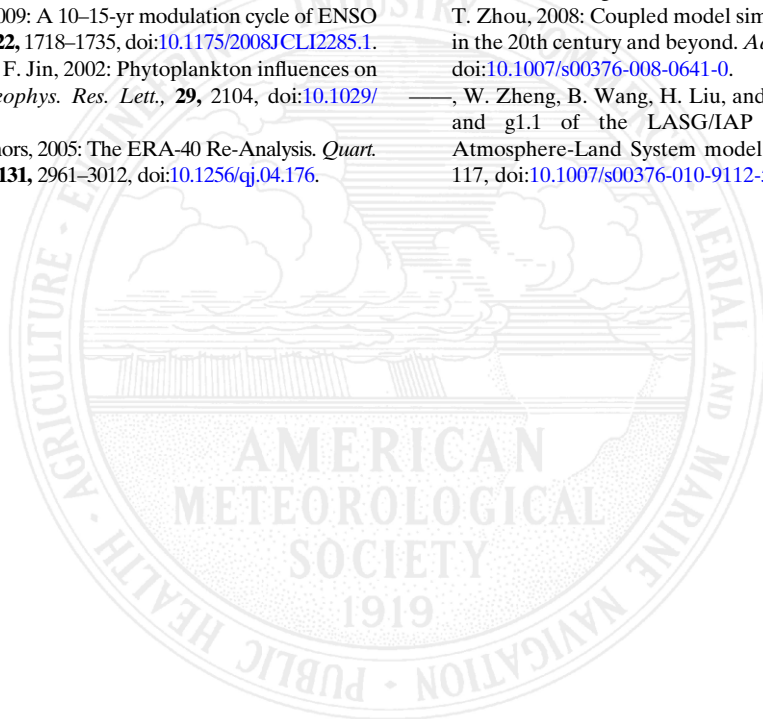 009: A 10–15-yr modulation cycle of ENSO
22, 1718–1735, doi:10.1175/2008JCLI2285.1.
F. Jin, 2002: Phytoplankton influences on
eophys. Res. Lett., 29, 2104, doi:10.1029/
ors, 2005: The ERA-40 Re-Analysis. Quart.
131, 2961–3012, doi:10.1256/qj.04.176.
T. Zhou, 2008: Coupled model sim
in the 20th century and beyond. Ad
doi:10.1007/s00376-008-0641-0.
——, W. Zheng, B. Wang, H. Liu, and
and g1.1 of the LASG/IAP
Atmosphere-Land System model
117, doi:10.1007/s00376-010-9112-
INDUSTRY
AERIAL AND MARINE NAVIGATION
PUBLIC HEALTH
AGRICULTURE
AMERICAN
METEOROLOGICAL
SOCIETY
1919